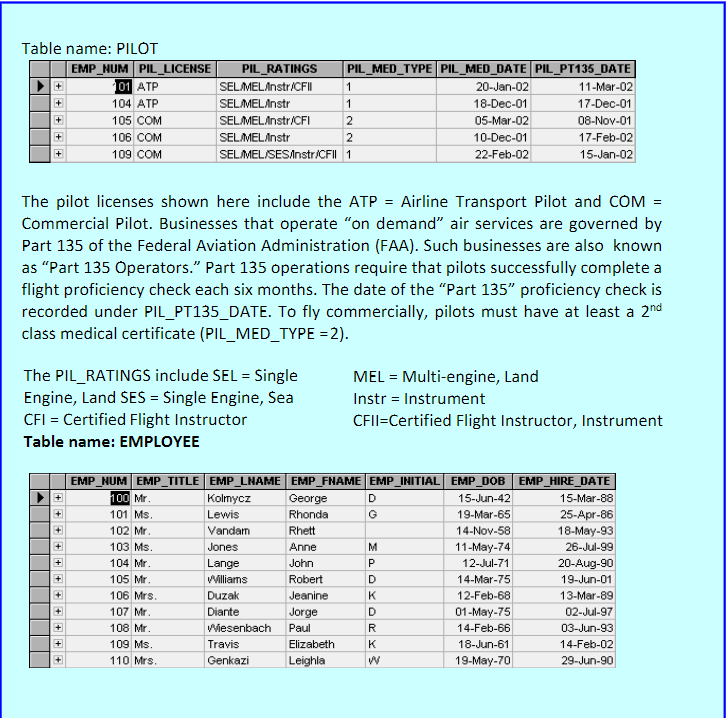 Table name: PILOT
EMP_NUM PIL_LICENSE PIL_RATINGS PIL_MED_TYPE PIL_MED_DATE PIL_PT135_DATE
101 ATP SEL/MEL/Instr/CFII 1 20-Jan-02 11-Mar-02
104 ATP SEL/MEL/Instr 1 18-Dec-01 17-Dec-01
105 COM SEL/MEL/Instr/CFI 2 05-Mar-02 08-Nov-01
106 COM SEL/MEL/Instr 2 10-Dec-01 17-Feb-02
109 COM SEL/MEL/SES/Instr/CFII 1 22-Feb-02 15-Jan-02
The pilot licenses shown here include the ATP = Airline Transport Pilot and COM =
Commercial Pilot. Businesses that operate “on demand” air services are governed by
Part 135 of the Federal Aviation Administration (FAA). Such businesses are also known
as “Part 135 Operators.” Part 135 operations require that pilots successfully complete a
flight proficiency check each six months. The date of the “Part 135” proficiency check is
recorded under PIL_PT135_DATE. To fly commercially, pilots must have at least a 2nd
class medical certificate (PIL_MED_TYPE =2).
The PIL_RATINGS include SEL = Single
Engine, Land SES = Single Engine, Sea
CFI = Certified Flight Instructor
MEL = Multi-engine, Land
Instr = Instrument
CFII=Certified Flight Instructor, Instrument
Table name: EMPLOYEE
EMP_NUM EMP_TITLE EMP_LNAME EMP_FNAME EMP_INITIAL EMP_DOB EMP_HIRE_DATE
100 Mr. Kolmycz George D 15-Jun-42 15-Mar-88
101 Ms. Lewis Rhonda G 19-Mar-65 25-Apr-86
102 Mr. Vandam Rhett 14-Nov-58 18-May-93
103 Ms. Jones Anne M 11-May-74 26-Jul-99
104 Mr. Lange John P 12-Jul-71 20-Aug-90
105 Mr. Williams Robert D 14-Mar-75 19-Jun-01
106 Mrs. Duzak Jeanine K 12-Feb-68 13-Mar-89
107 Mr. Diante Jorge D 01-May-75 02-Jul-97
108 Mr. Wiesenbach Paul R 14-Feb-66 03-Jun-93
109 Ms. Travis Elizabeth K 18-Jun-61 14-Feb-02
110 Mrs. Genkazi Leighla W 19-May-70 29-Jun-90